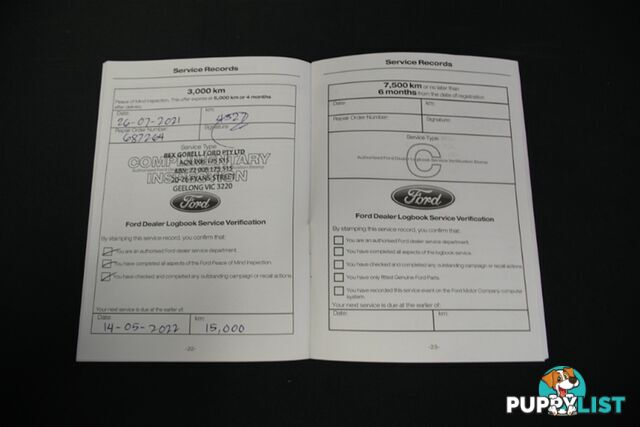 Service Records
3,000 km
Peace of Mind Inspection. This offer expires at 5,000 km or 4 months
after delivery.
Date: km:
26-07-2021 4327
Repair Order Number: Signature:
687264
Service Type
COMPLIMENTARY
INSPECTION
REX GORELL FORD PTY LTD
ACN 006 175 515
20-26 FYANS STREET
GEELONG VIC 3220
Ford
Ford Dealer Logbook Service Verification
By stamping this service record, you confirm that:
You are an authorised Ford dealer service department.
You have completed all aspects of the Ford Peace of Mind Inspection.
You have checked and completed any outstanding campaign or recall actions.
Your next service is due at the earlier of:
Date: km:
14-05-2022 15,000
-22-
Service Records
7,500 km or no later than
6 months from the date of registration
Date: km:
Repair Order Number: Signature:
Service Type:
C
Authorised Ford Dealer Logbook Service Verification Stamp
Ford
Ford Dealer Logbook Service Verification
By stamping this service record, you confirm that:
You are an authorised Ford dealer service department.
You have completed all aspects of the logbook service.
You have checked and completed any outstanding campaign or recall actions.
You have only fitted Genuine Ford Parts.
You have recorded this service event on the Ford Motor Company computer
system.
Your next service is due at the earlier of:
Date: km:
-23-
PUPPYLIST